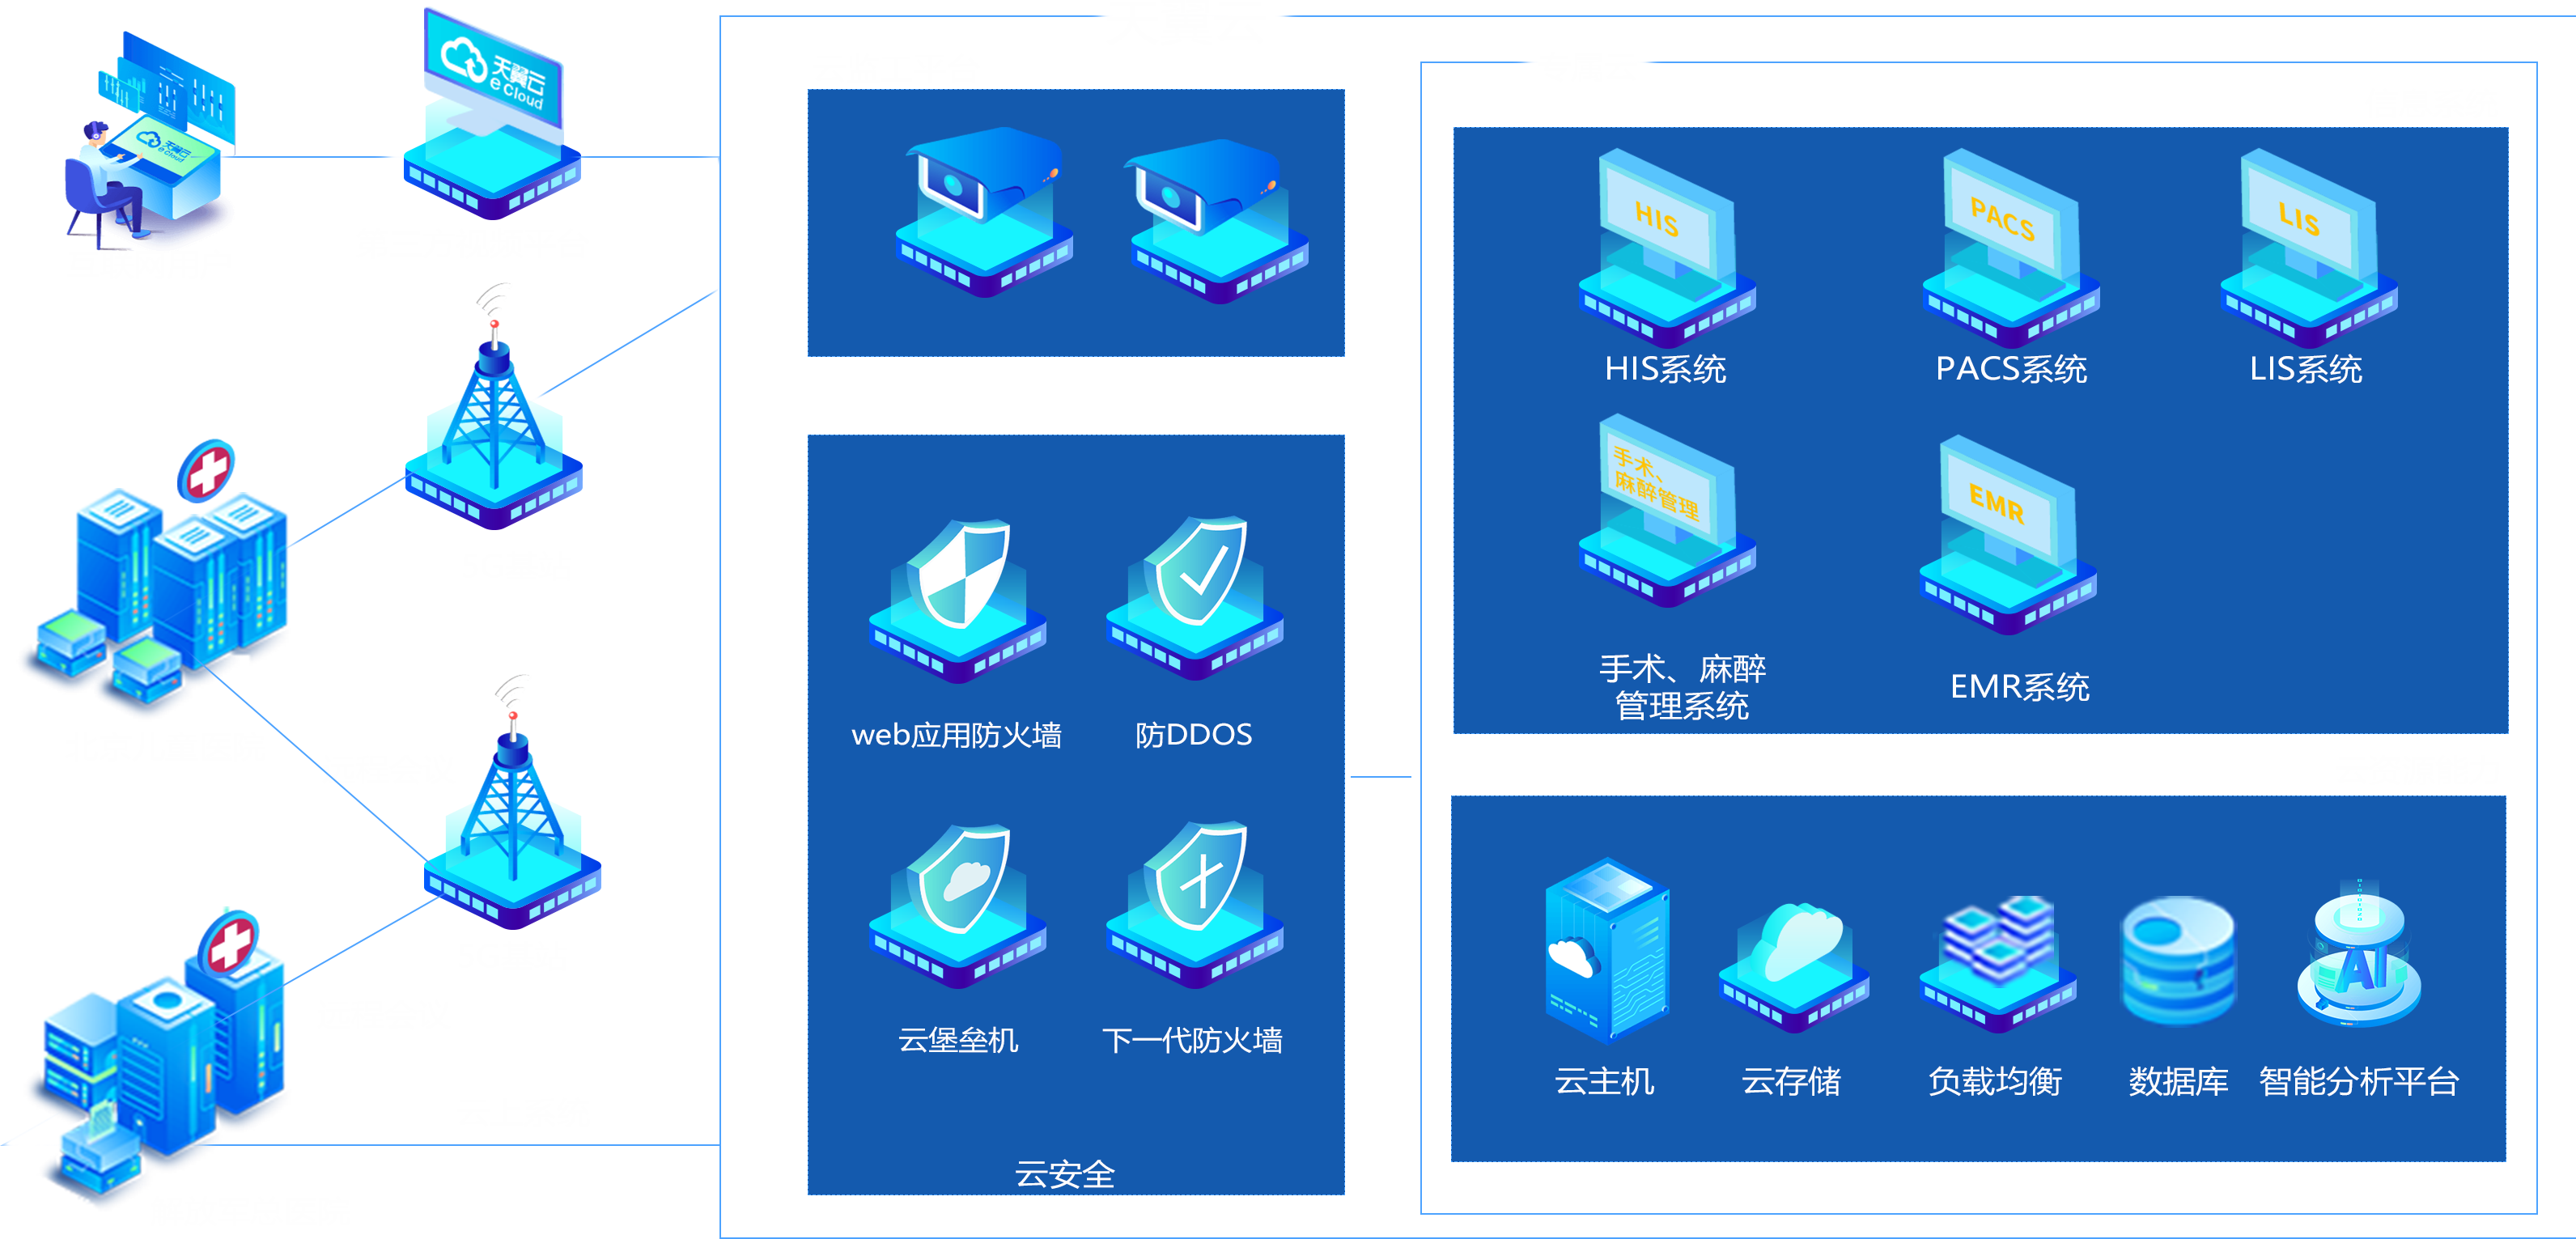 天翼云
e Cloud
天翼云
e Cloud
HIS
PACS
LIS
HIS系统
PACS系统
LIS系统
手术、
麻醉管理
EMR
手术、麻醉
管理系统
EMR系统
web应用防火墙
防DDOS
云堡垒机
下一代防火墙
云安全
AI
云主机
云存储
负载均衡
数据库
智能分析平台